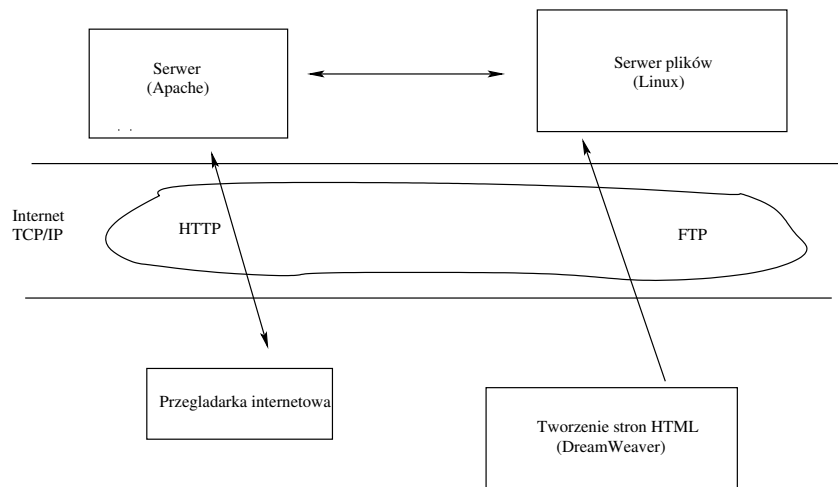 Serwer
(Apache)
Serwer plików
(Linux)
Internet
TCP/IP
HTTP
FTP
Przegladarka internetowa
Tworzenie stron HTML
(DreamWeaver)